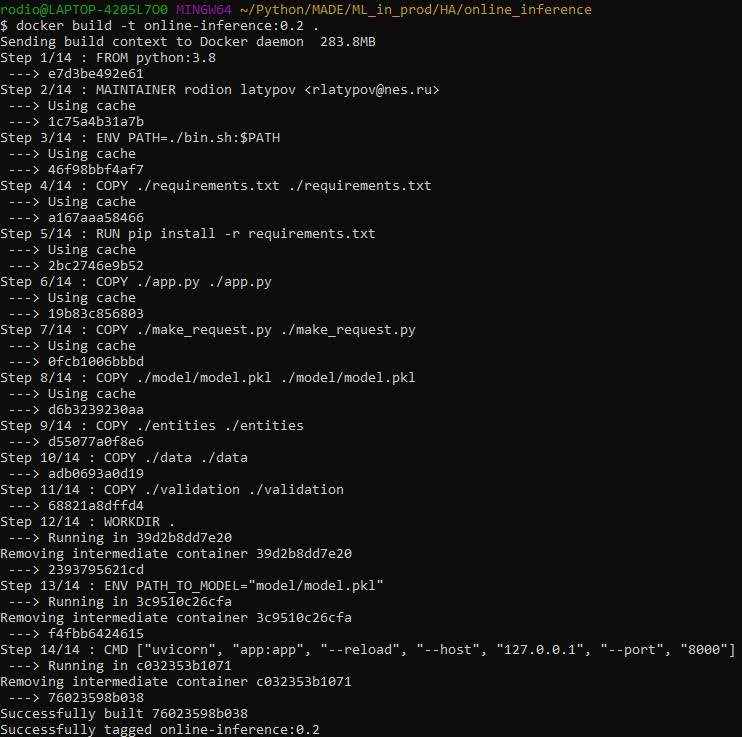 rodio@LAPTOP-4205L7O0 MINGW64 ~/Python/MADE/ML_in_prod/HA/online_inference
$ docker build -t online-inference:0.2 .
Sending build context to Docker daemon  283.8MB
Step 1/14 : FROM python:3.8
 ---> e7d3be492e61
Step 2/14 : MAINTAINER rodion latypov <rlatypov@nes.ru>
 ---> Using cache
 ---> 1c75a4b31a7b
Step 3/14 : ENV PATH=./bin.sh:$PATH
 ---> Using cache
 ---> 46f98bbf4af7
Step 4/14 : COPY ./requirements.txt ./requirements.txt
 ---> Using cache
 ---> a167aaa58466
Step 5/14 : RUN pip install -r requirements.txt
 ---> Using cache
 ---> 2bc2746e9b52
Step 6/14 : COPY ./app.py ./app.py
 ---> Using cache
 ---> 19b83c856803
Step 7/14 : COPY ./make_request.py ./make_request.py
 ---> Using cache
 ---> 0fcb1006bbbd
Step 8/14 : COPY ./model/model.pkl ./model/model.pkl
 ---> Using cache
 ---> d6b3239230aa
Step 9/14 : COPY ./entities ./entities
 ---> d55077a0f8e6
Step 10/14 : COPY ./data ./data
 ---> adb0693a0d19
Step 11/14 : COPY ./validation ./validation
 ---> 68821a8dffd4
Step 12/14 : WORKDIR .
 ---> Running in 39d2b8dd7e20
Removing intermediate container 39d2b8dd7e20
 ---> 2393795621cd
Step 13/14 : ENV PATH_TO_MODEL="model/model.pkl"
 ---> Running in 3c9510c26cfa
Removing intermediate container 3c9510c26cfa
 ---> f4fbb6424615
Step 14/14 : CMD ["uvicorn", "app:app", "--reload", "--host", "127.0.0.1", "--port", "8000"]
 ---> Running in c032353b1071
Removing intermediate container c032353b1071
 ---> 76023598b038
Successfully built 76023598b038
Successfully tagged online-inference:0.2